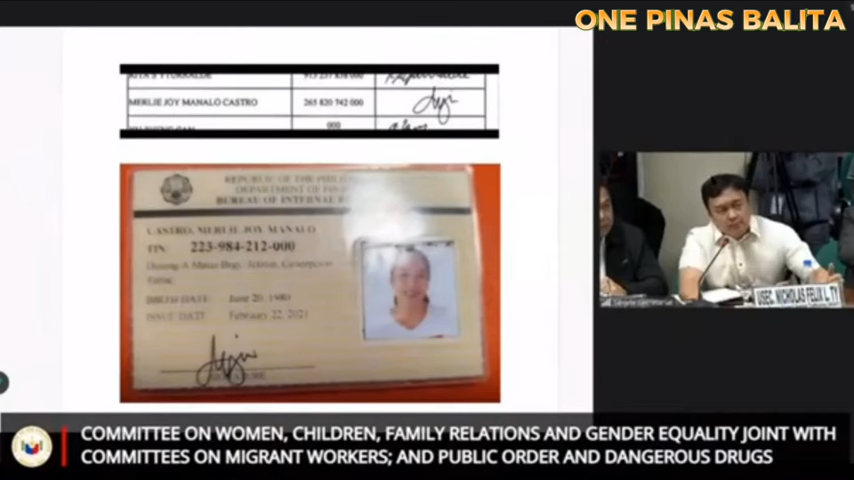 ONE PINAS BALITA
MERLIE JOY MANALO CASTRO 265 820 742 000
000
REPUBLIC OF THE
DEPARTMENT OF
BUREAU OF INTERNAL
CASTRO, MERLIE JOY MANALO
TIN: 223-984-212-000
BIRTH DATE June 20, 1980
ISSUE DATE February 22, 2021
USEC. NICHOLAS FELIX L. TY
COMMITTEE ON WOMEN, CHILDREN, FAMILY RELATIONS AND GENDER EQUALITY JOINT WITH
COMMITTEES ON MIGRANT WORKERS; AND PUBLIC ORDER AND DANGEROUS DRUGS